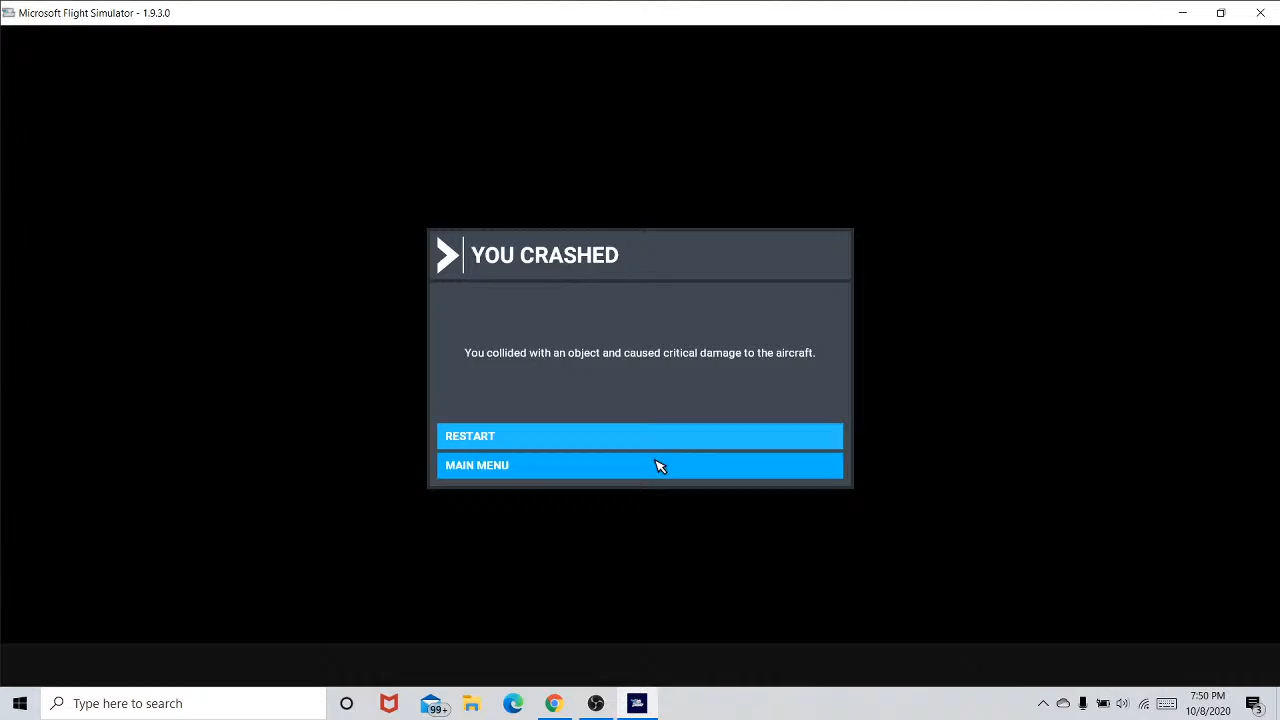 Microsoft Flight Simulator - 1.9.3.0
YOU CRASHED
You collided with an object and caused critical damage to the aircraft.
RESTART
MAIN MENU
Type here to search
99+
7:50 PM
10/8/2020
3